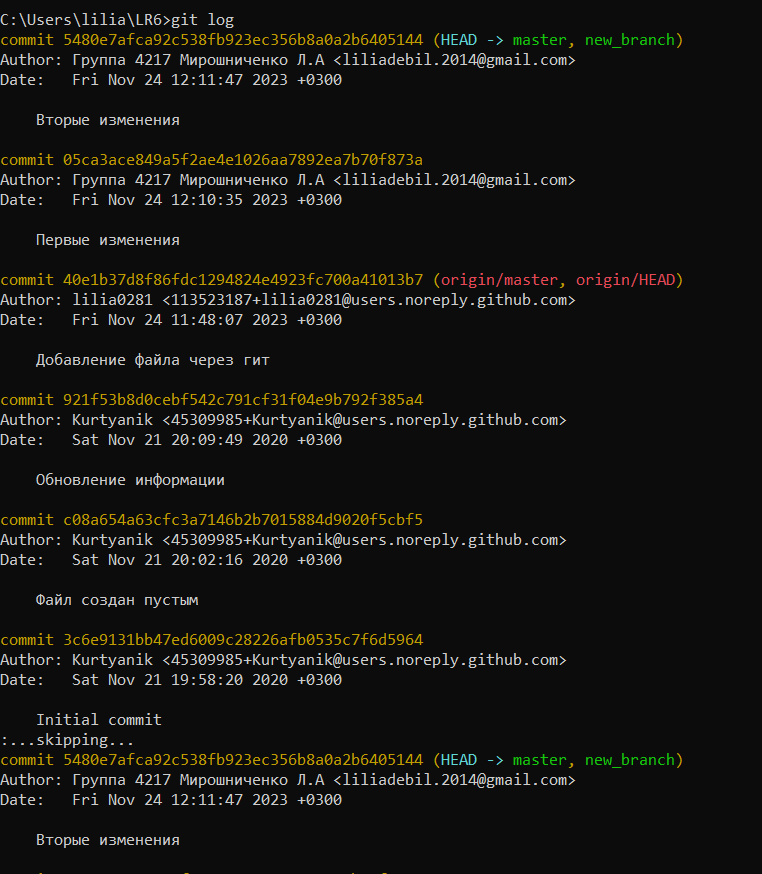 C:\Users\lilia\LR6>git log
commit 5480e7afca92c538fb923ec356b8a0a2b6405144 (HEAD -> master, new_branch)
Author: Группа 4217 Мирошниченко Л.А <liliadebil.2014@gmail.com>
Date:   Fri Nov 24 12:11:47 2023 +0300
Вторые изменения
commit 05ca3ace849a5f2ae4e1026aa7892ea7b70f873a
Author: Группа 4217 Мирошниченко Л.А <liliadebil.2014@gmail.com>
Date:   Fri Nov 24 12:10:35 2023 +0300
Первые изменения
commit 40e1b37d8f86fdc1294824e4923fc700a41013b7 (origin/master, origin/HEAD)
Author: lilia0281 <113523187+lilia0281@users.noreply.github.com>
Date:   Fri Nov 24 11:48:07 2023 +0300
Добавление файла через гит
commit 921f53b8d0cebf542c791cf31f04e9b792f385a4
Author: Kurtyanik <45309985+Kurtyanik@users.noreply.github.com>
Date:   Sat Nov 21 20:09:49 2020 +0300
Обновление информации
commit c08a654a63cfc3a7146b2b7015884d9020f5cbf5
Author: Kurtyanik <45309985+Kurtyanik@users.noreply.github.com>
Date:   Sat Nov 21 20:02:16 2020 +0300
Файл создан пустым
commit 3c6e9131bb47ed6009c28226afb0535c7f6d5964
Author: Kurtyanik <45309985+Kurtyanik@users.noreply.github.com>
Date:   Sat Nov 21 19:58:20 2020 +0300
Initial commit
:...skipping...
commit 5480e7afca92c538fb923ec356b8a0a2b6405144 (HEAD -> master, new_branch)
Author: Группа 4217 Мирошниченко Л.А <liliadebil.2014@gmail.com>
Date:   Fri Nov 24 12:11:47 2023 +0300
Вторые изменения